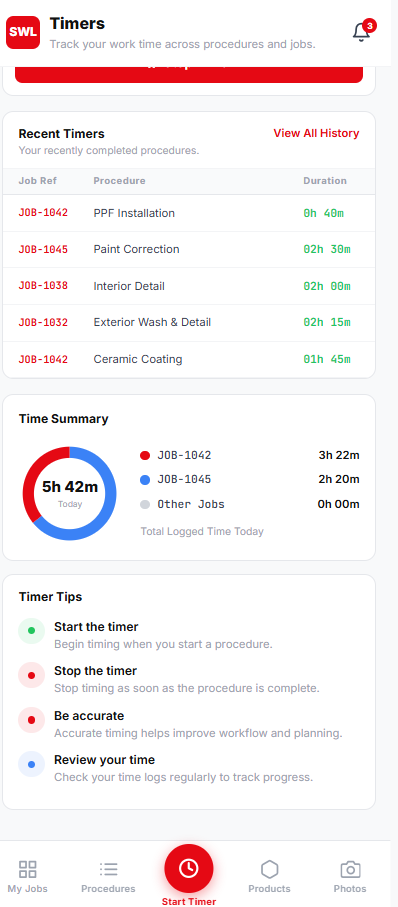 SWL
Timers
Track your work time across procedures and jobs.
3
Recent Timers
View All History
Your recently completed procedures.
Job Ref Procedure Duration
JOB-1042 PPF Installation 0h 40m
JOB-1045 Paint Correction 02h 30m
JOB-1038 Interior Detail 02h 00m
JOB-1032 Exterior Wash & Detail 02h 15m
JOB-1042 Ceramic Coating 01h 45m
Time Summary
5h 42m
Today
JOB-1042 3h 22m
JOB-1045 2h 20m
Other Jobs 0h 00m
Total Logged Time Today
Timer Tips
Start the timer
Begin timing when you start a procedure.
Stop the timer
Stop timing as soon as the procedure is complete.
Be accurate
Accurate timing helps improve workflow and planning.
Review your time
Check your time logs regularly to track progress.
My Jobs Procedures Start Timer Products Photos